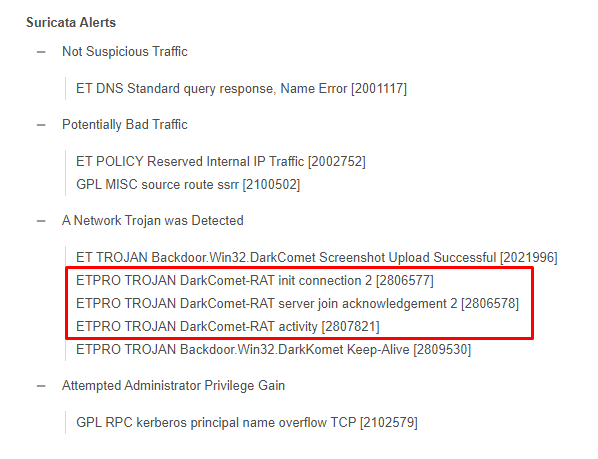 Suricata Alerts
– Not Suspicious Traffic
ET DNS Standard query response, Name Error [2001117]
– Potentially Bad Traffic
ET POLICY Reserved Internal IP Traffic [2002752]
GPL MISC source route ssrr [2100502]
– A Network Trojan was Detected
ET TROJAN Backdoor.Win32.DarkComet Screenshot Upload Successful [2021996]
ETPRO TROJAN DarkComet-RAT init connection 2 [2806577]
ETPRO TROJAN DarkComet-RAT server join acknowledgement 2 [2806578]
ETPRO TROJAN DarkComet-RAT activity [2807821]
ETPRO TROJAN Backdoor.Win32.DarkKomet Keep-Alive [2809530]
– Attempted Administrator Privilege Gain
GPL RPC kerberos principal name overflow TCP [2102579]